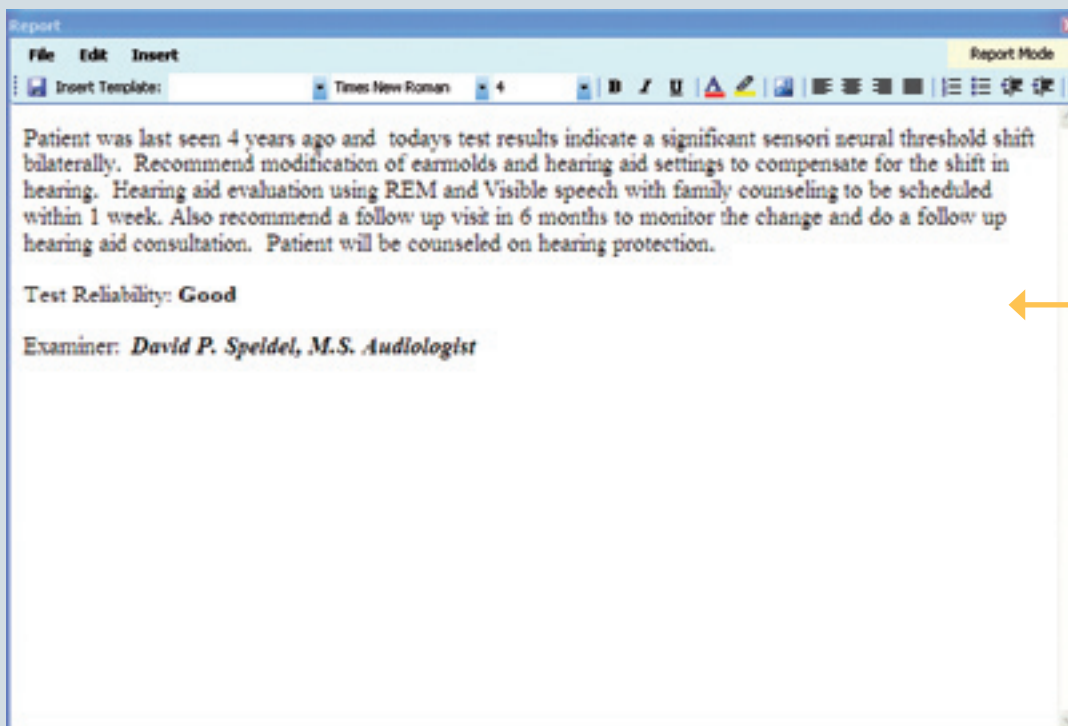 Report
File Edit Insert
Report Mode
Insert Template: Times New Roman 4 B I U A
Patient was last seen 4 years ago and  todays test results indicate a significant sensori neural threshold shift
bilaterally.  Recommend modification of earmolds and hearing aid settings to compensate for the shift in
hearing.  Hearing aid evaluation using REM and Visible speech with family counseling to be scheduled
within 1 week. Also recommend a follow up visit in 6 months to monitor the change and do a follow up
hearing aid consultation.  Patient will be counseled on hearing protection.
Test Reliability: Good
Examiner:  David P. Speidel, M.S. Audiologist